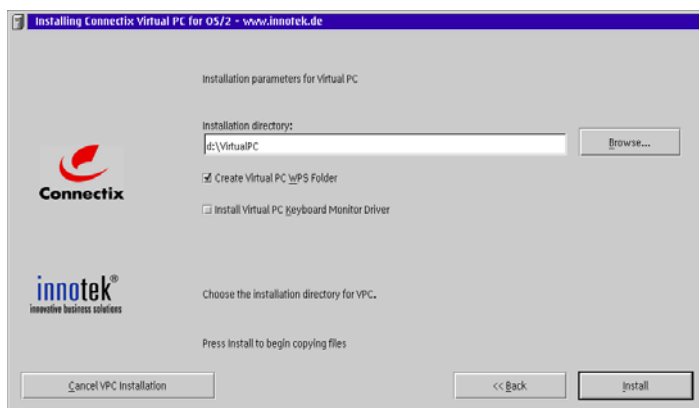 Installing Connectix Virtual PC for OS/2 - www.innotek.de
Installation parameters for Virtual PC
Installation directory:
d:\VirtualPC
Browse...
Create Virtual PC WPS Folder
Install Virtual PC Keyboard Monitor Driver
Connectix
innotek®
innovative business solutions
Choose the installation directory for VPC.
Press Install to begin copying files
Cancel VPC Installation
<< Back
Install